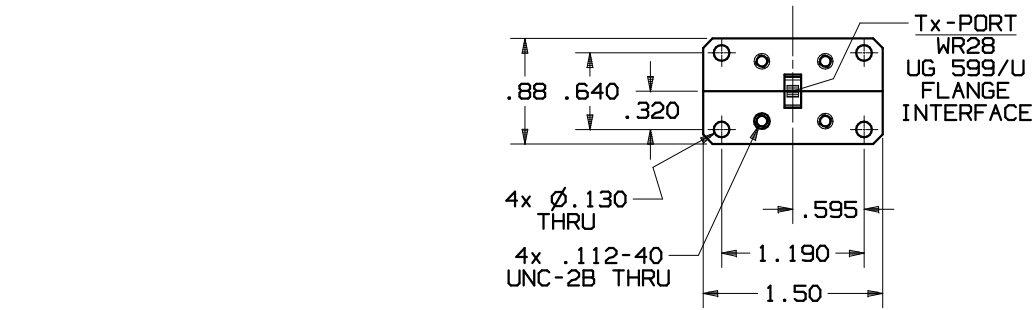 Tx-PORT
WR28
UG 599/U
FLANGE
INTERFACE
.88
.640
.320
4x Ø.130
THRU
.595
4x .112-40
UNC-2B THRU
1.190
1.50